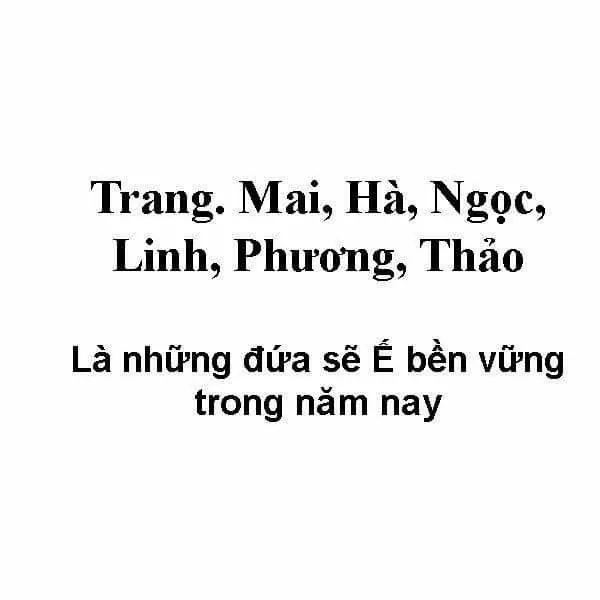 Trang. Mai, Hà, Ngọc,
Linh, Phương, Thảo
Là những đứa sẽ Ế bền vững
trong năm nay